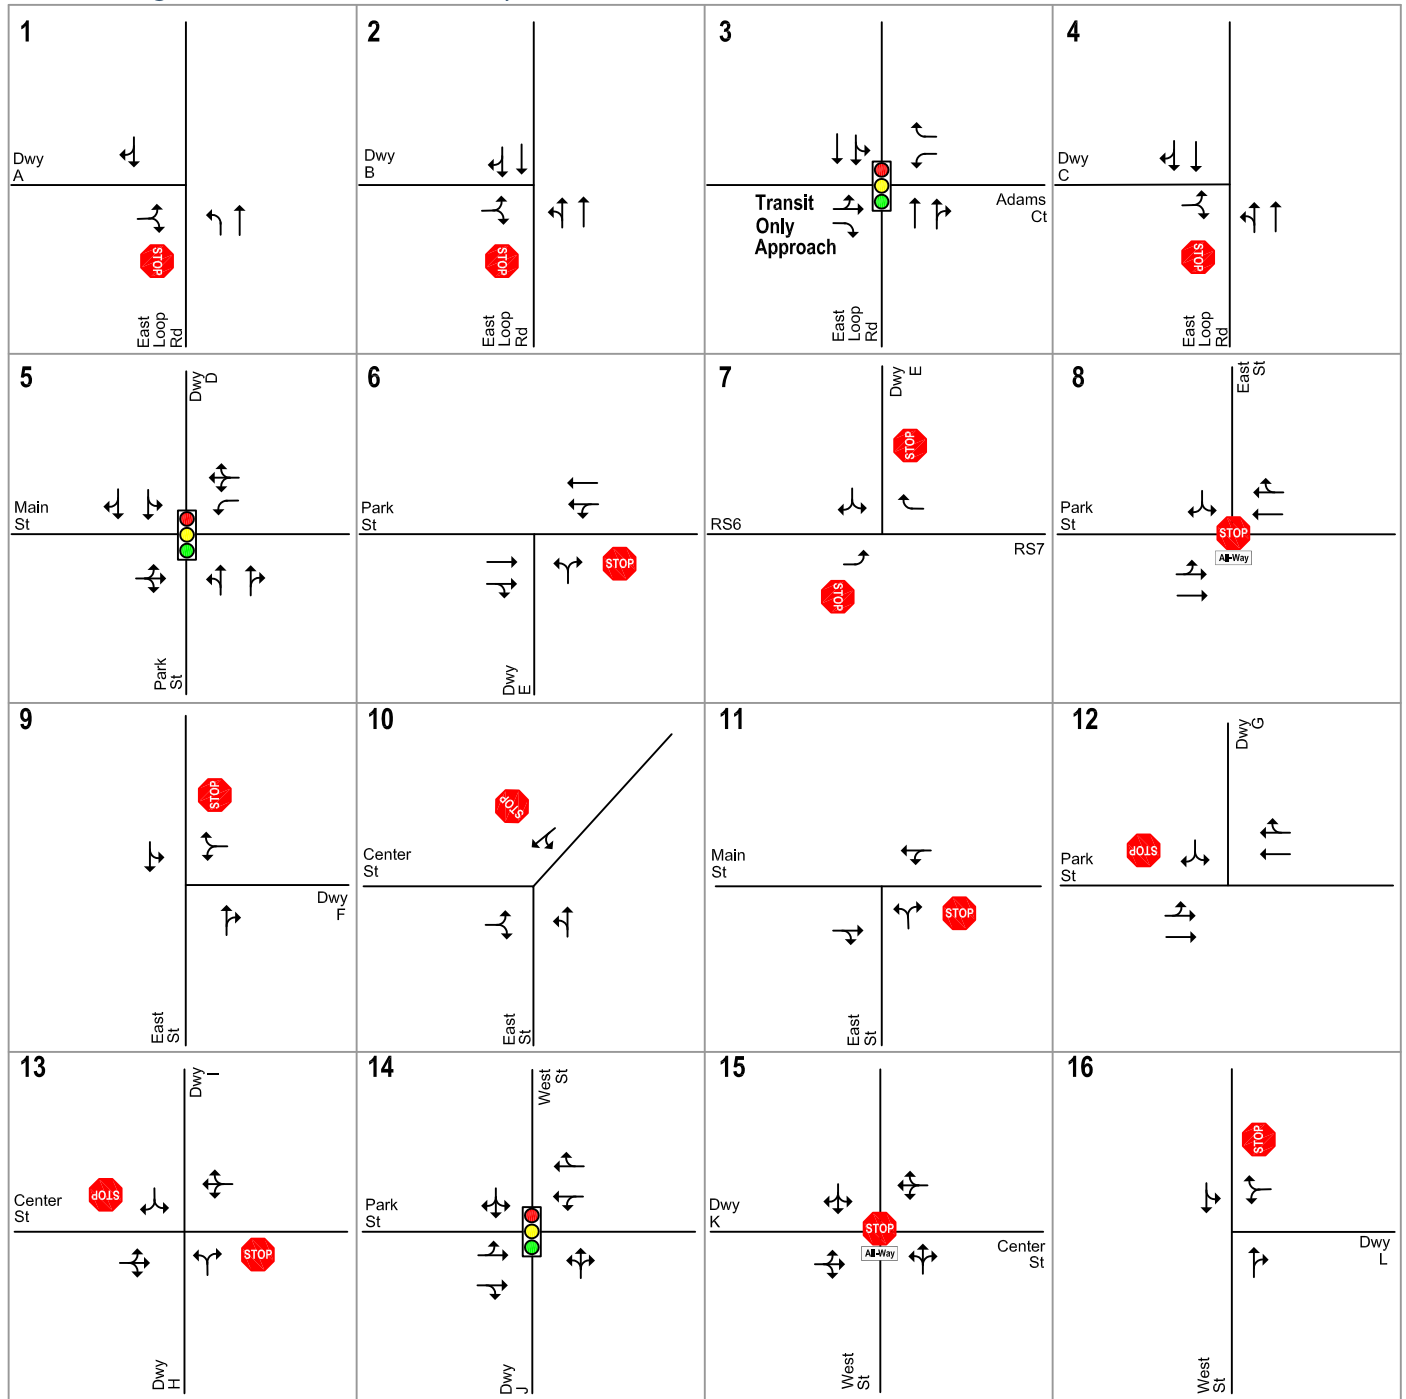 1
Dwy
A
STOP
East
Loop
Rd
2
Dwy
B
STOP
East
Loop
Rd
3
Transit
Only
Approach
Adams
Ct
East
Loop
Rd
4
Dwy
C
STOP
East
Loop
Rd
5
Dwy
D
Main
St
Park
St
6
Park
St
STOP
Dwy
E
7
Dwy
E
STOP
RS6
RS7
STOP
8
East
St
Park
St
STOP
All-Way
9
STOP
Dwy
F
East
St
10
STOP
Center
St
East
St
11
Main
St
STOP
East
St
12
Dwy
G
STOP
Park
St
13
Dwy
I
STOP
Center
St
STOP
Dwy
H
14
West
St
Park
St
Dwy
J
15
Dwy
K
STOP
All-Way
Center
St
West
St
16
STOP
Dwy
L
West
St